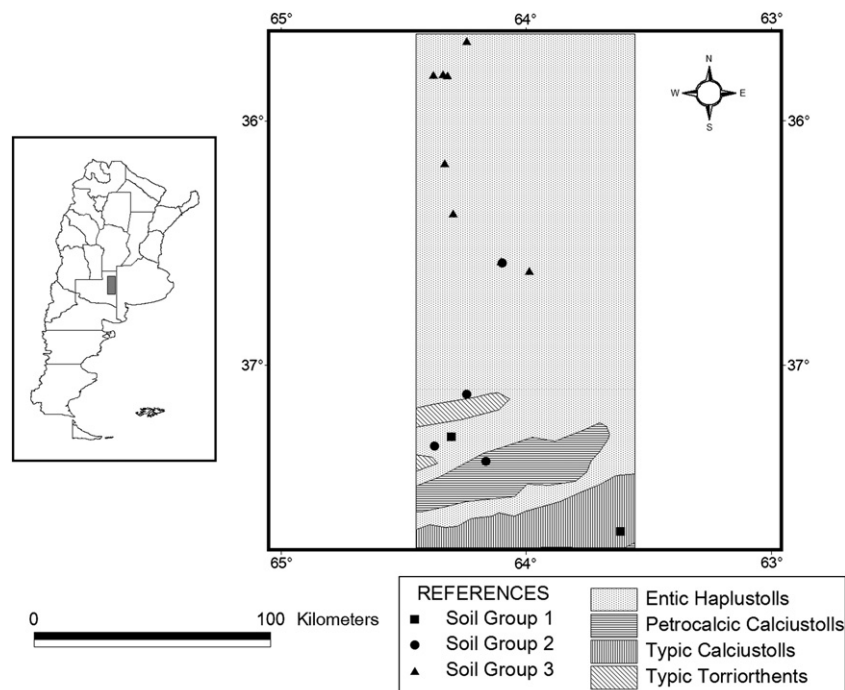 65° 64° 63°
N
W E
S
36° 36°
37° 37°
65° 64° 63°
0 100 Kilometers
REFERENCES
Soil Group 1
Soil Group 2
Soil Group 3
Entic Haplustolls
Petrocalcic Calciustolls
Typic Calciustolls
Typic Torriorthents